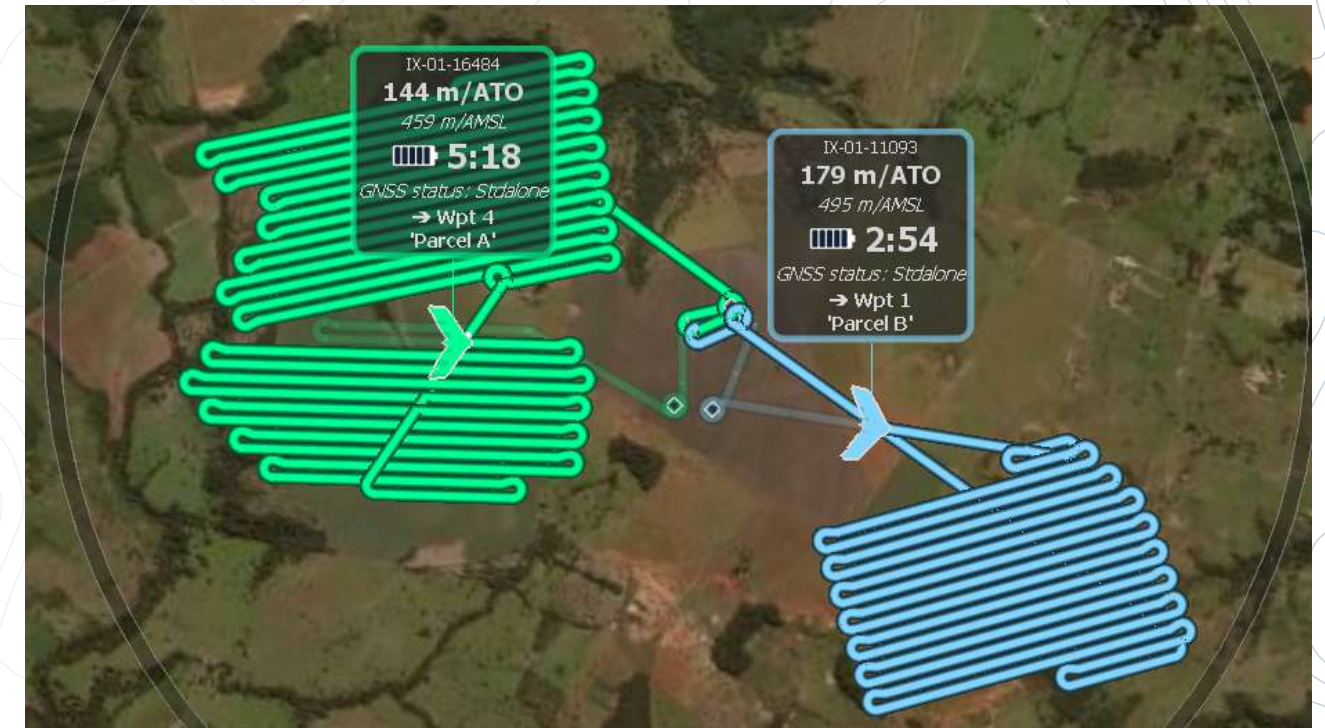 IX-01-16484
144 m/ATO
459 m/AMSL
5:18
GNSS status: Stdalone
➔ Wpt 4
'Parcel A'
IX-01-11093
179 m/ATO
495 m/AMSL
2:54
GNSS status: Stdalone
➔ Wpt 1
'Parcel B'